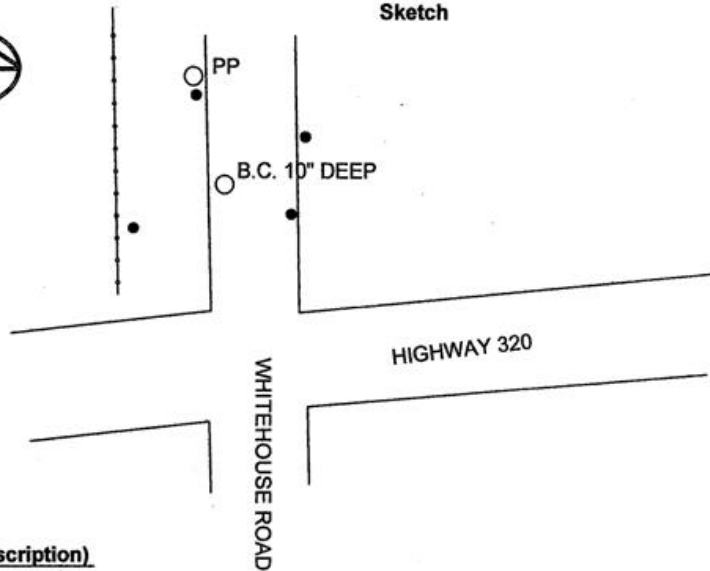 Sketch
PP
B.C. 10" DEEP
HIGHWAY 320
WHITEHOUSE ROAD
scription)